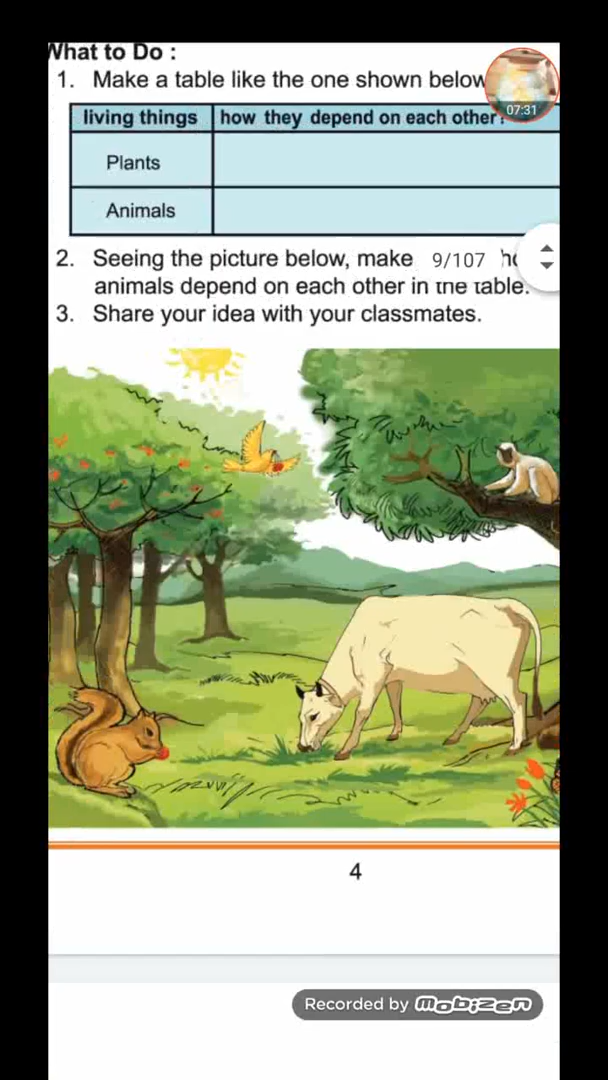 What to Do :
1. Make a table like the one shown below
07:31
living things how they depend on each other?
Plants
Animals
2. Seeing the picture below, make
9/107
animals depend on each other in the table.
3. Share your idea with your classmates.
4
Recorded by Mobizen